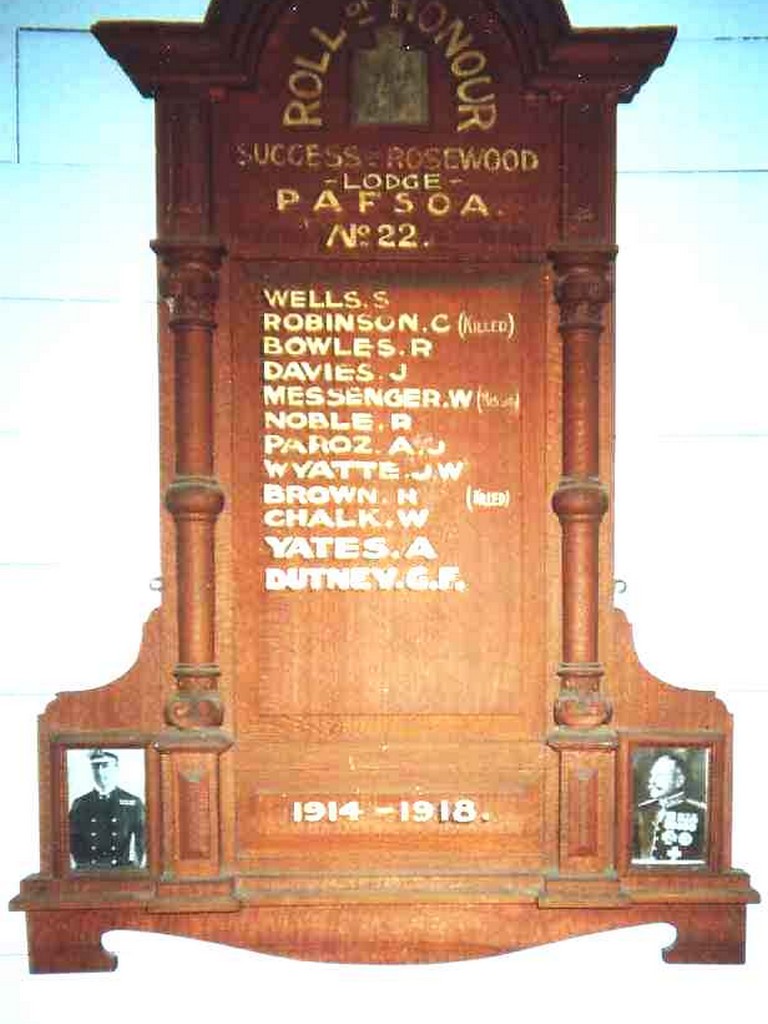 ROLL OF HONOUR
SUCCESS-ROSEWOOD
-LODGE-
PAFSOA.
No 22.
WELLS. S
ROBINSON. C (KILLED)
BOWLES. R
DAVIES. J
MESSENGER. W
NOBLE. R
PAROZ. A. J
WYATTE. J. W
BROWN. H (KILLED)
CHALK. W
YATES. A
DUTNEY. G. F.
1914 - 1918.